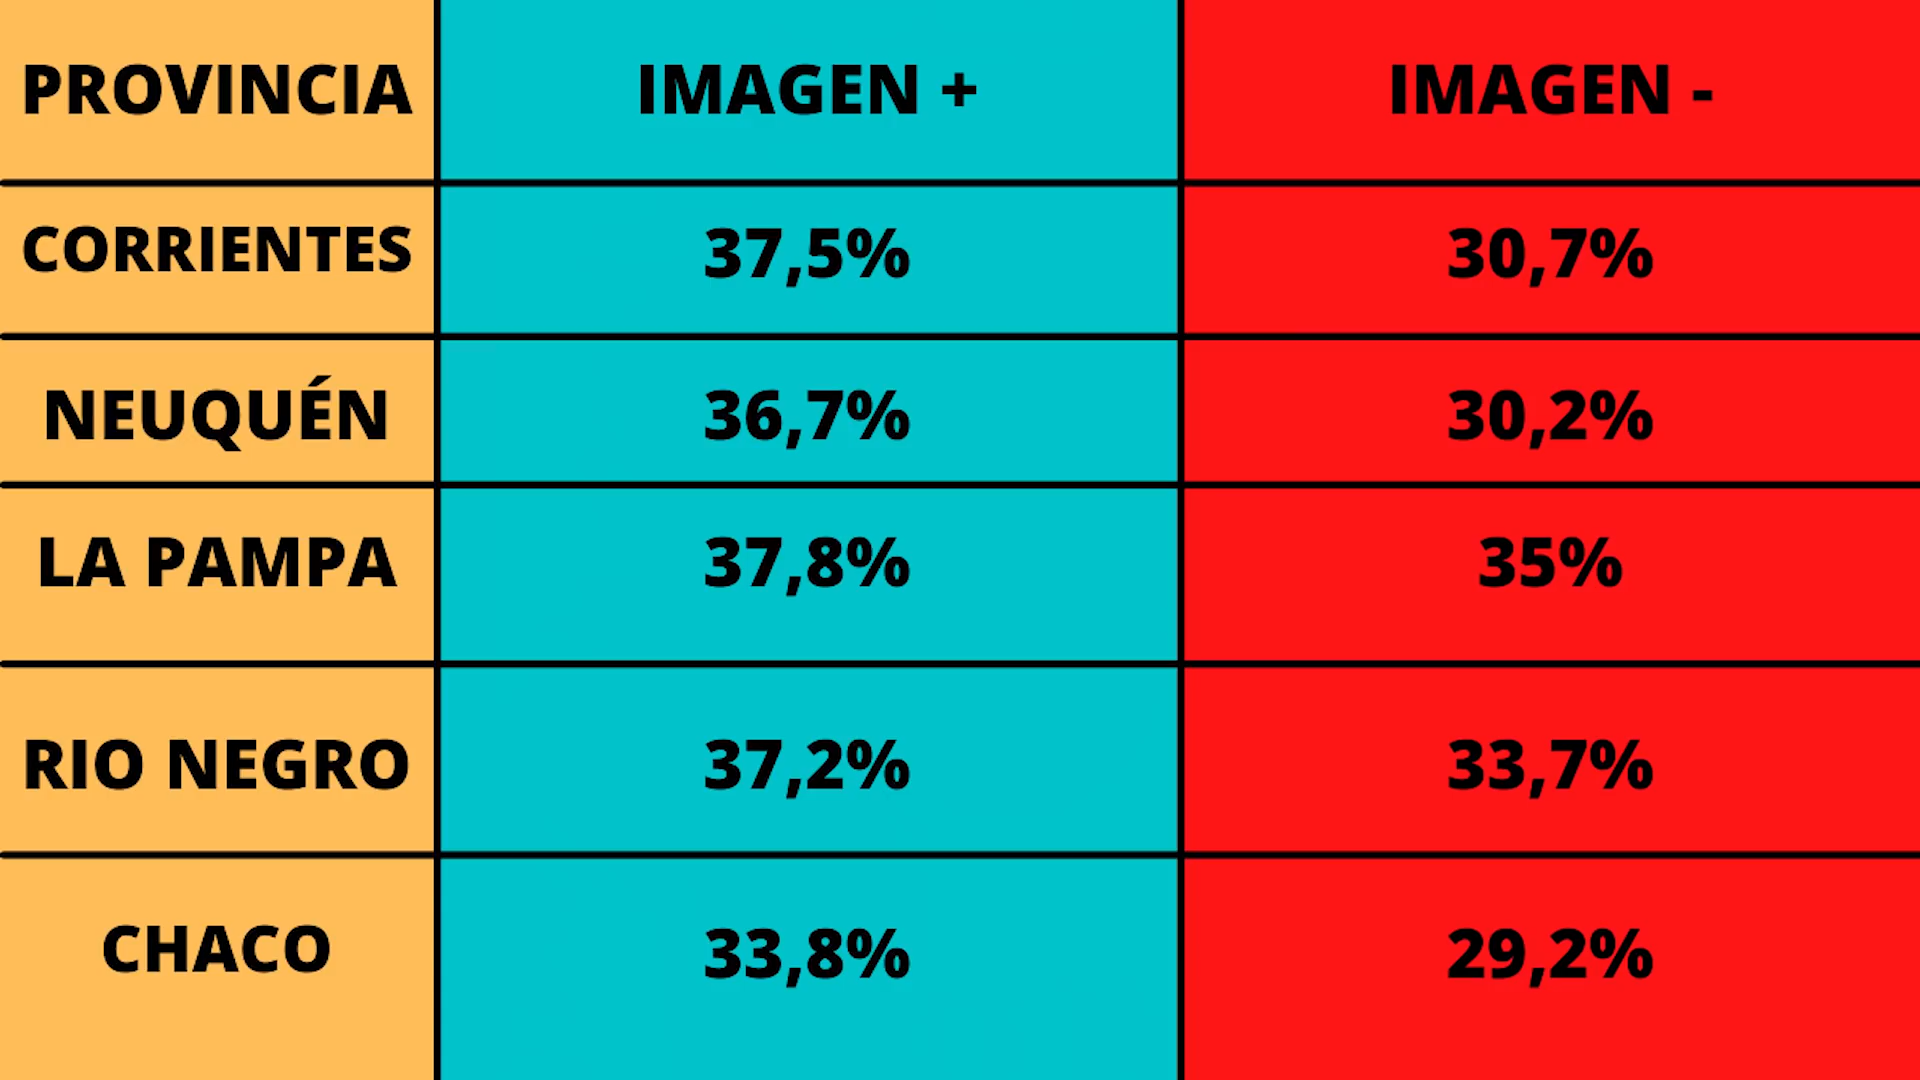 PROVINCIA IMAGEN + IMAGEN -
CORRIENTES 37,5% 30,7%
NEUQUÉN 36,7% 30,2%
LA PAMPA 37,8% 35%
RIO NEGRO 37,2% 33,7%
CHACO 33,8% 29,2%